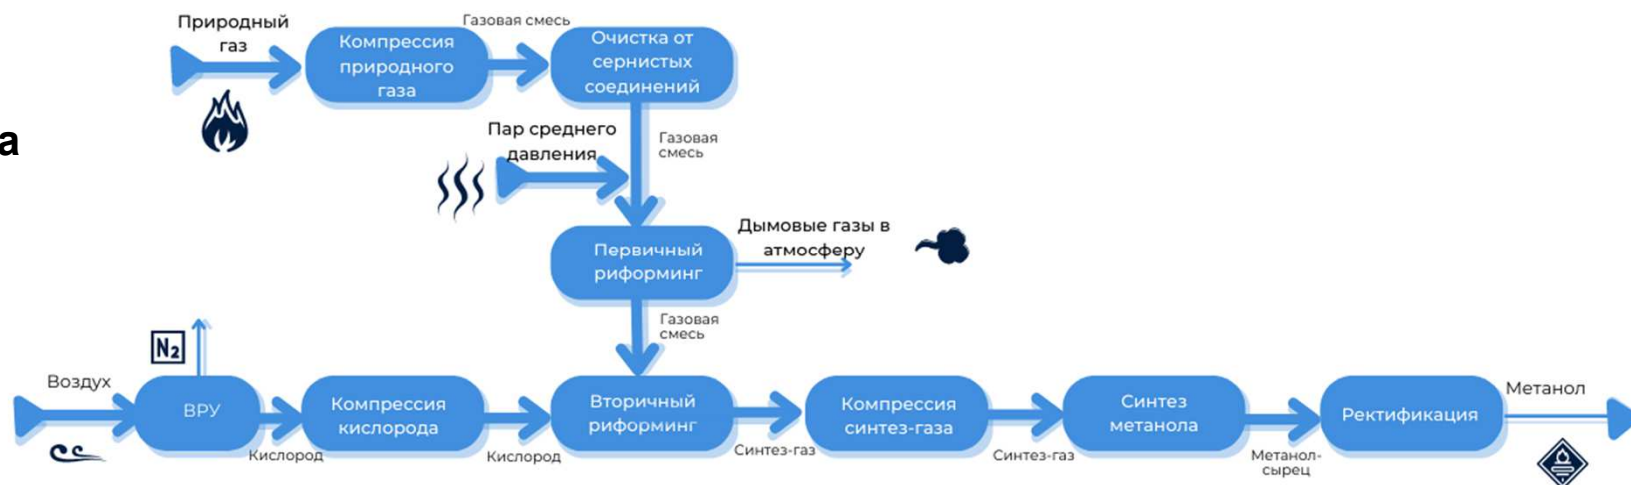 Природный
газ
Газовая смесь
Компрессия
природного
газа
Очистка от
сернистых
соединений
а
Пар среднего
давления
Газовая
смесь
Первичный
риформинг
Дымовые газы в
атмосферу
Газовая
смесь
N2
Воздух
ВРУ
Кислород
Компрессия
кислорода
Кислород
Вторичный
риформинг
Синтез-газ
Компрессия
синтез-газа
Синтез-газ
Синтез
метанола
Метанол-
сырец
Ректификация
Метанол